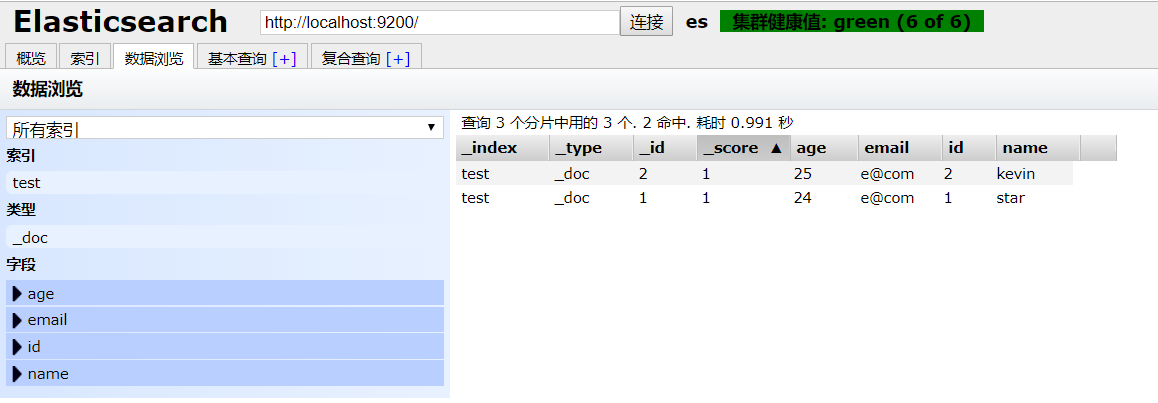 Elasticsearch http://localhost:9200/ 连接 es 集群健康值: green (6 of 6)
概览 索引 数据浏览 基本查询 [+] 复合查询 [+]
数据浏览
所有索引
索引
test
类型
_doc
字段
age
email
id
name
查询 3 个分片中用的 3 个. 2 命中. 耗时 0.991 秒
_index _type _id _score ▲ age email id name
test _doc 2 1 25 e@com 2 kevin
test _doc 1 1 24 e@com 1 star